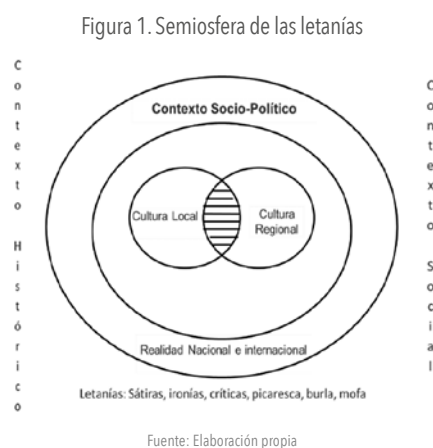 Figura 1. Semiosfera de las letanías
Contexto Histórico
Contexto Socio-Político
Cultura Local
Cultura
Regional
Realidad Nacional e internacional
Contexto Social
Letanías: Sátiras, ironías, críticas, picaresca, burla, mofa
Fuente: Elaboración propia